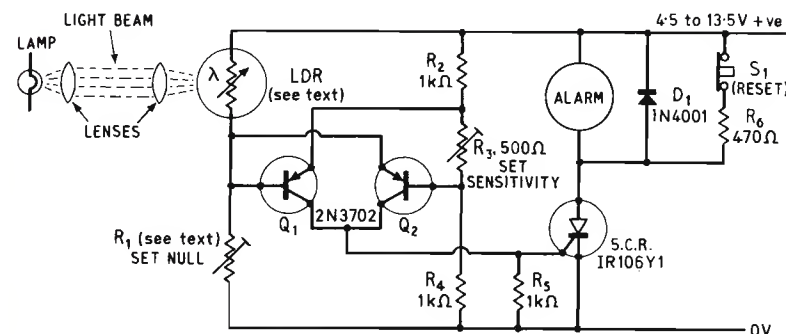 LIGHT BEAM
LAMP
LENSES
λ
LDR
(see text)
R1 (see text)
SET NULL
Q1
2N3702
Q2
R2
1kΩ
R3, 500Ω
SET
SENSITIVITY
R4
1kΩ
R5
1kΩ
4·5 to 13·5V +ve
ALARM
D1
1N4001
S1
(RESET)
R6
470Ω
S.C.R.
IR106Y1
0V